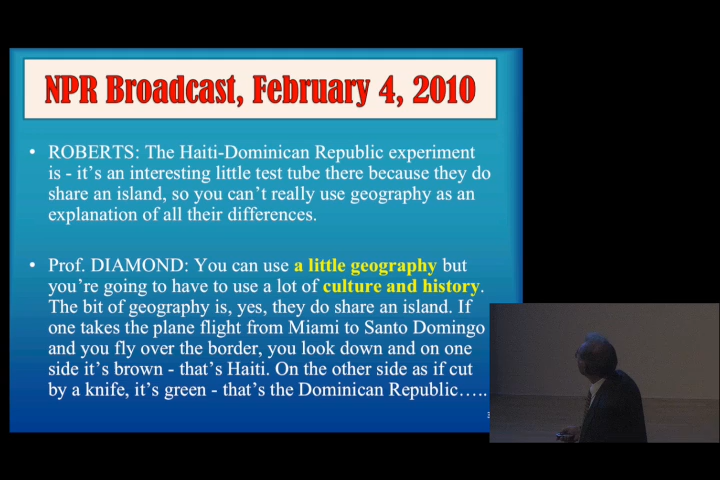 NPR Broadcast, February 4, 2010
• ROBERTS: The Haiti-Dominican Republic experiment
is - it's an interesting little test tube there because they do
share an island, so you can't really use geography as an
explanation of all their differences.
• Prof. DIAMOND: You can use a little geography but
you're going to have to use a lot of culture and history.
The bit of geography is, yes, they do share an island. If
one takes the plane flight from Miami to Santo Domingo
and you fly over the border, you look down and on one
side it's brown - that's Haiti. On the other side as if cut
by a knife, it's green - that's the Dominican Republic…..